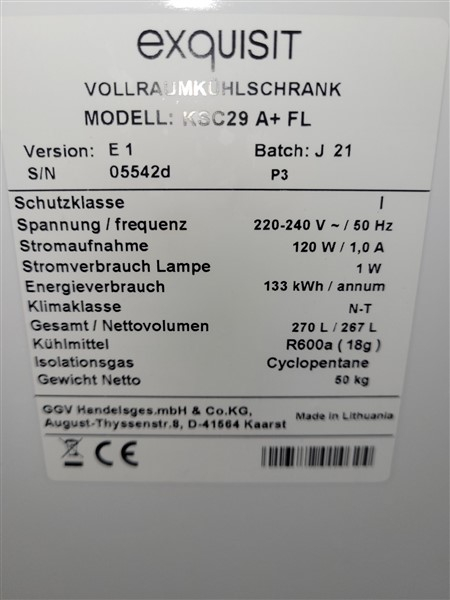 exquisit
VOLLRAUMKÜHLSCHRANK
MODELL: KSC29 A+ FL
Version: E 1 Batch: J 21
S/N 05542d P3
Schutzklasse I
Spannung / frequenz 220-240 V ~ / 50 Hz
Stromaufnahme 120 W / 1,0 A
Stromverbrauch Lampe 1 W
Energieverbrauch 133 kWh / annum
Klimaklasse N-T
Gesamt / Nettovolumen 270 L / 267 L
Kühlmittel R600a ( 18g )
Isolationsgas Cyclopentane
Gewicht Netto 50 kg
GGV Handelsges.mbH & Co.KG, Made in Lithuania
August-Thyssenstr.8, D-41564 Kaarst
CE